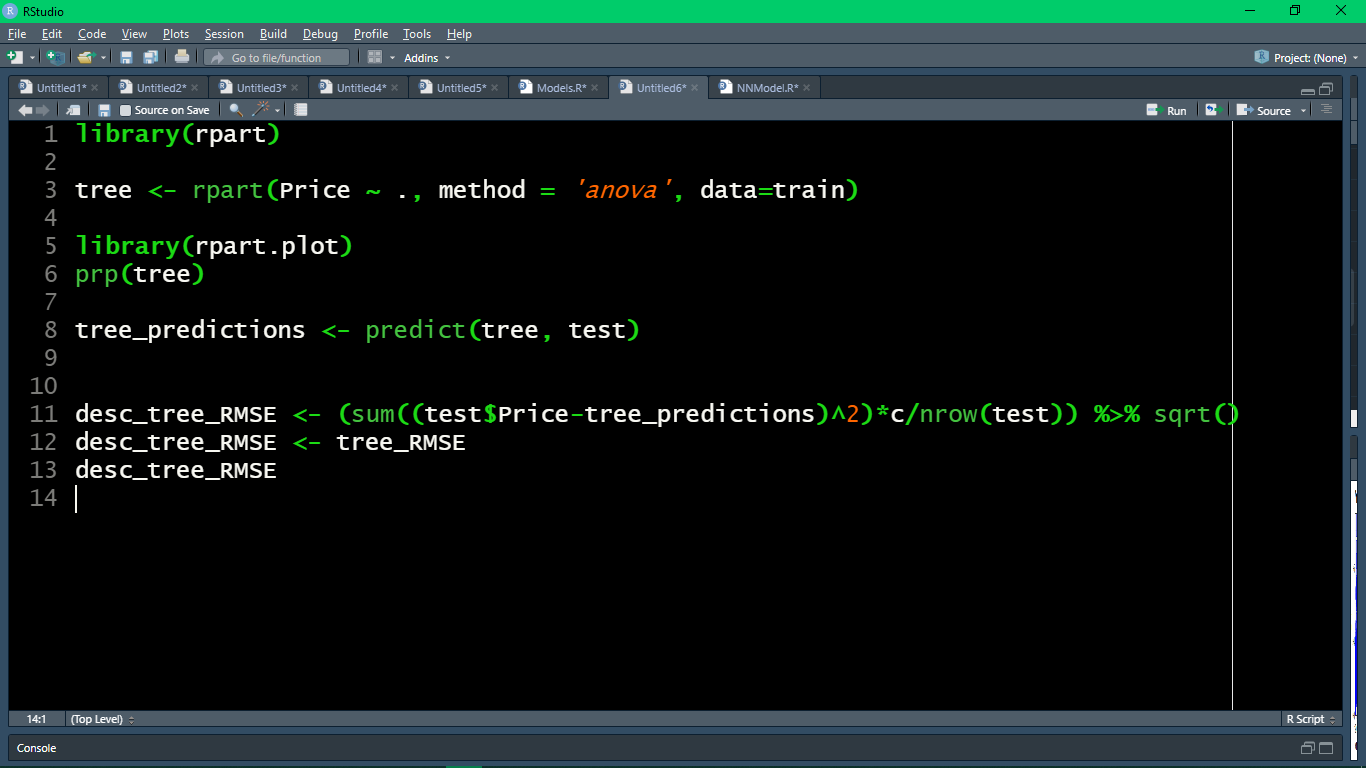 RStudio
File Edit Code View Plots Session Build Debug Profile Tools Help
Go to file/function Addins Project: (None)
Untitled1* Untitled2* Untitled3* Untitled4* Untitled5* Models.R* Untitled6* NNModel.R*
Source on Save Run Source
1 library(rpart)
2
3 tree <- rpart(Price ~ ., method = 'anova', data=train)
4
5 library(rpart.plot)
6 prp(tree)
7
8 tree_predictions <- predict(tree, test)
9
10
11 desc_tree_RMSE <- (sum((test$Price-tree_predictions)^2)*c/nrow(test)) %>% sqrt()
12 desc_tree_RMSE <- tree_RMSE
13 desc_tree_RMSE
14
14:1 (Top Level) R Script
Console